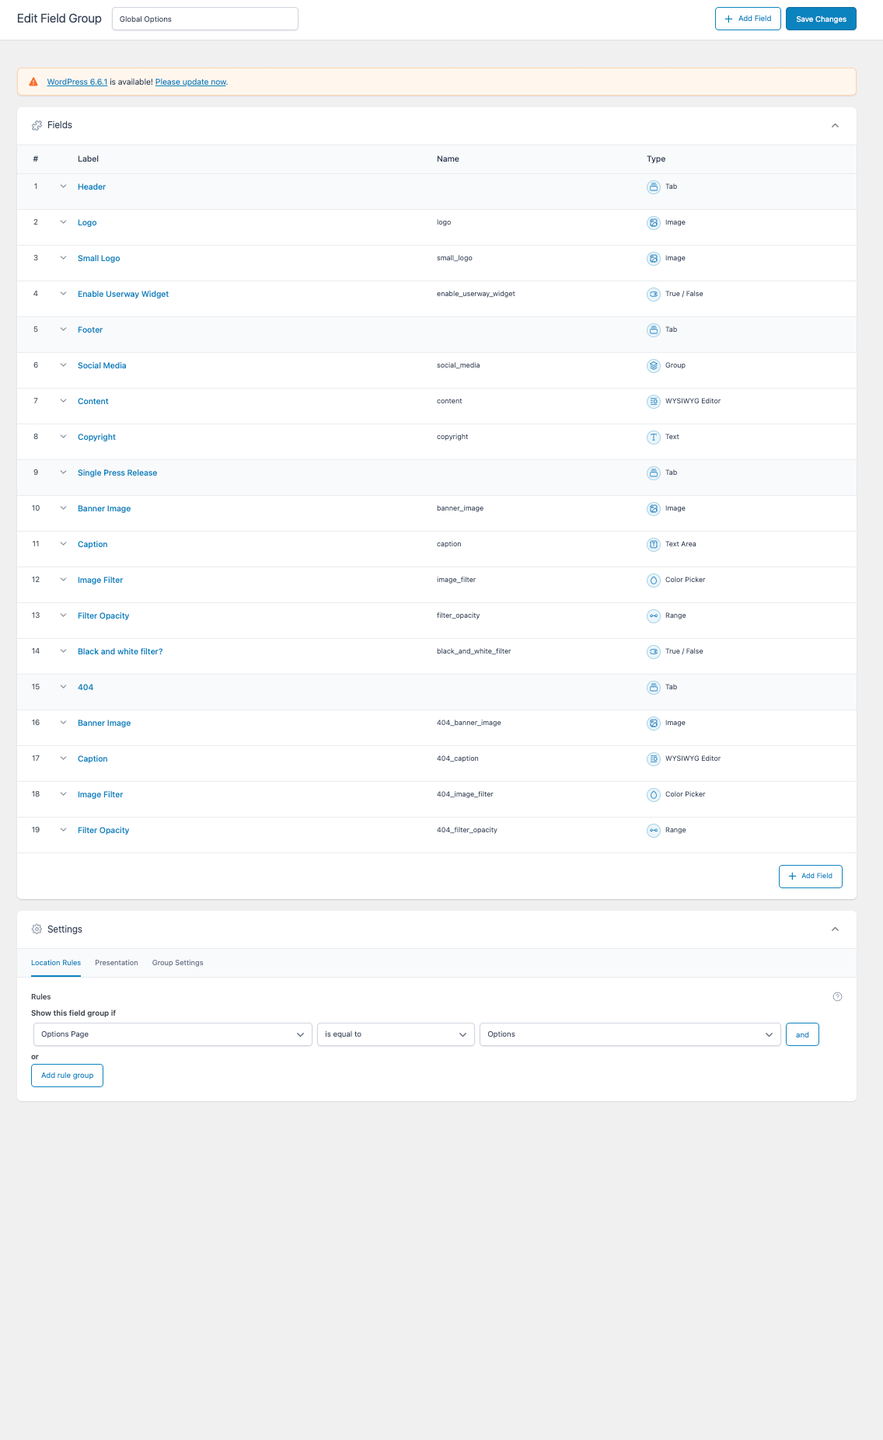 Edit Field Group Global Options + Add Field Save Changes
WordPress 6.6.1 is available! Please update now.
Fields
# Label Name Type
1 Header Tab
2 Logo logo Image
3 Small Logo small_logo Image
4 Enable Userway Widget enable_userway_widget True / False
5 Footer Tab
6 Social Media social_media Group
7 Content content WYSIWYG Editor
8 Copyright copyright Text
9 Single Press Release Tab
10 Banner Image banner_image Image
11 Caption caption Text Area
12 Image Filter image_filter Color Picker
13 Filter Opacity filter_opacity Range
14 Black and white filter? black_and_white_filter True / False
15 404 Tab
16 Banner Image 404_banner_image Image
17 Caption 404_caption WYSIWYG Editor
18 Image Filter 404_image_filter Color Picker
19 Filter Opacity 404_filter_opacity Range
+ Add Field
Settings
Location Rules Presentation Group Settings
Rules
Show this field group if
Options Page is equal to Options and
or
Add rule group